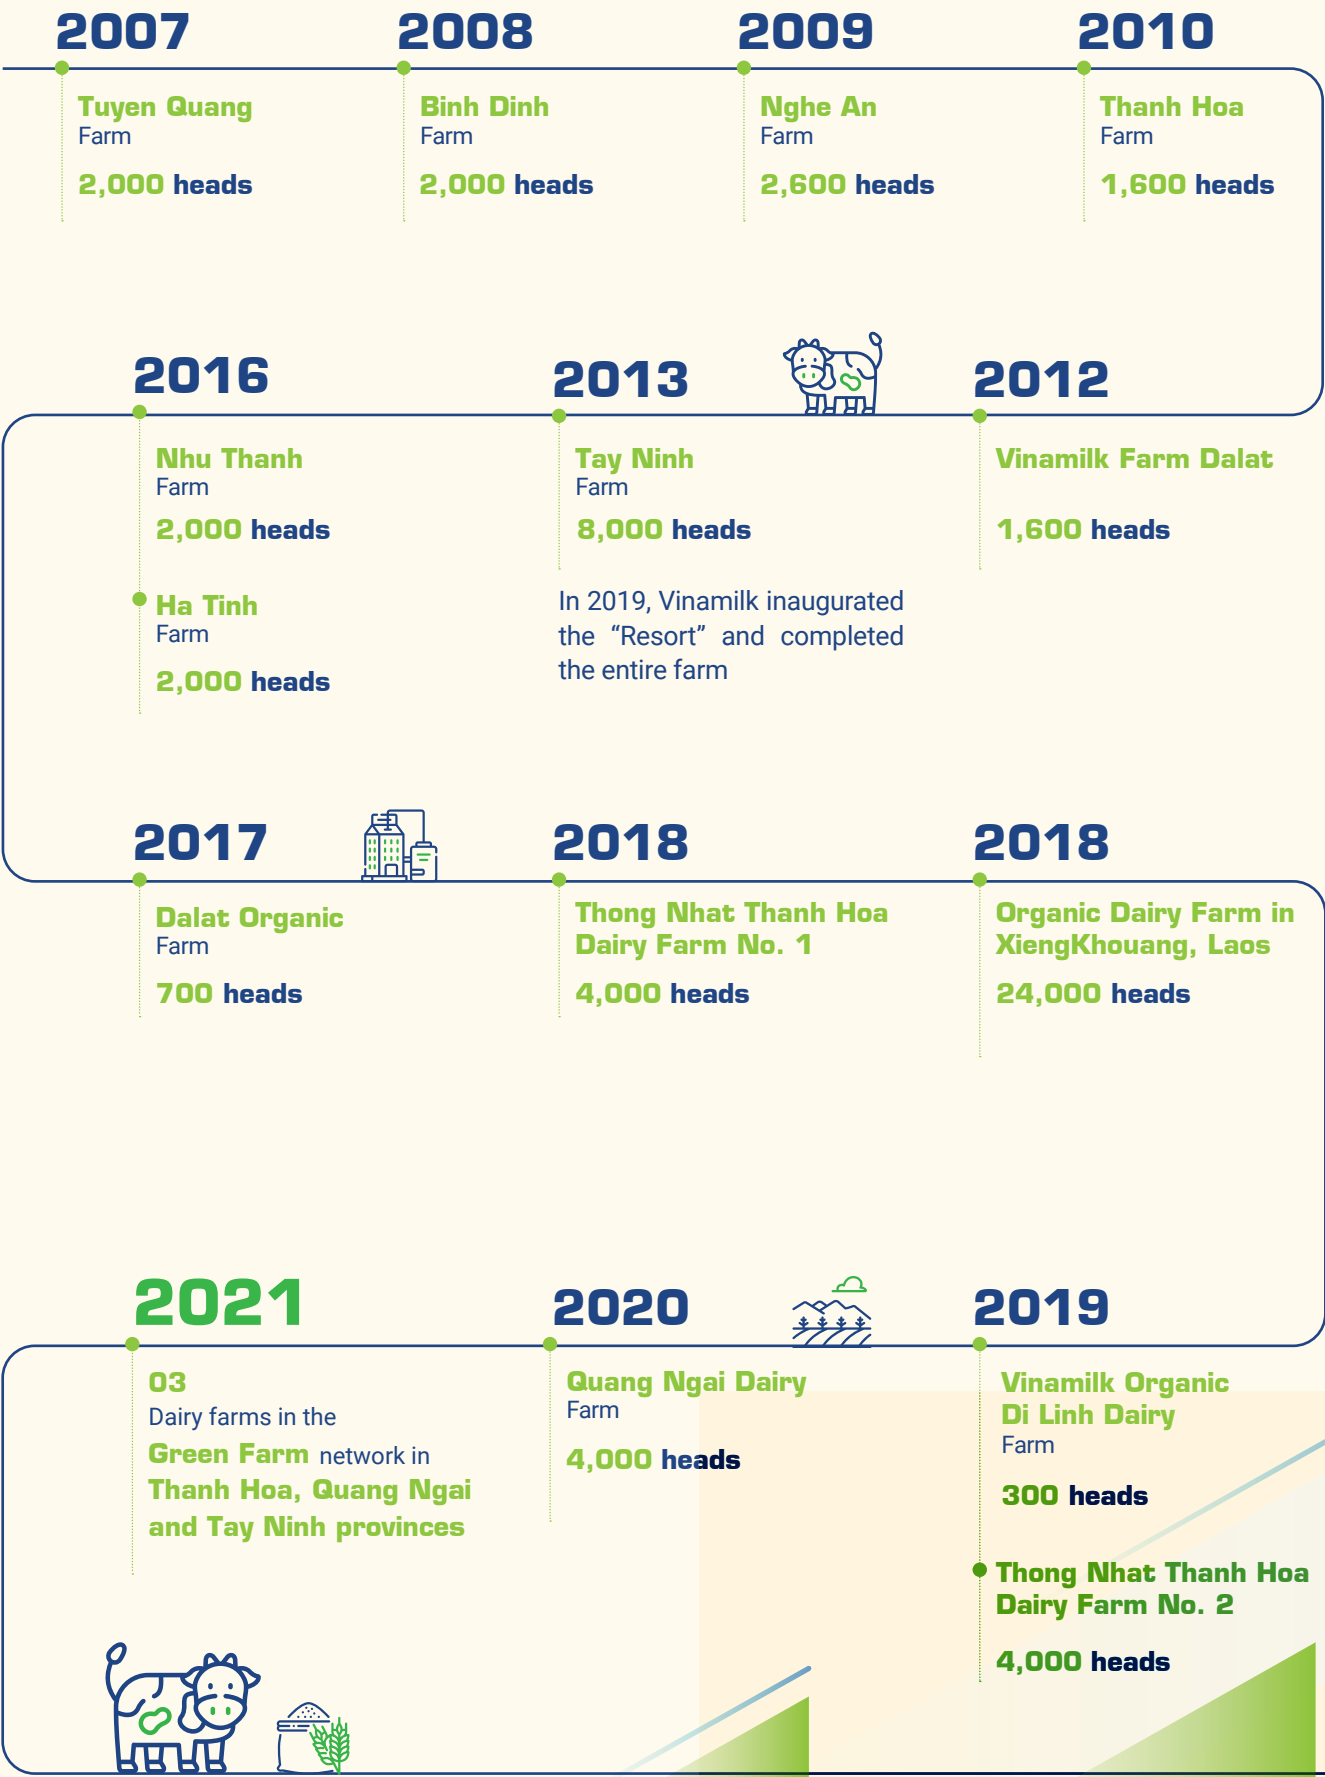 2007
Tuyen Quang
Farm
2,000 heads
2008
Binh Dinh
Farm
2,000 heads
2009
Nghe An
Farm
2,600 heads
2010
Thanh Hoa
Farm
1,600 heads
2012
Vinamilk Farm Dalat
1,600 heads
2013
Tay Ninh
Farm
8,000 heads
In 2019, Vinamilk inaugurated
the “Resort” and completed
the entire farm
2016
Nhu Thanh
Farm
2,000 heads
Ha Tinh
Farm
2,000 heads
2017
Dalat Organic
Farm
700 heads
2018
Thong Nhat Thanh Hoa
Dairy Farm No. 1
4,000 heads
2018
Organic Dairy Farm in
XiengKhouang, Laos
24,000 heads
2019
Vinamilk Organic
Di Linh Dairy
Farm
300 heads
Thong Nhat Thanh Hoa
Dairy Farm No. 2
4,000 heads
2020
Quang Ngai Dairy
Farm
4,000 heads
2021
03
Dairy farms in the
Green Farm network in
Thanh Hoa, Quang Ngai
and Tay Ninh provinces